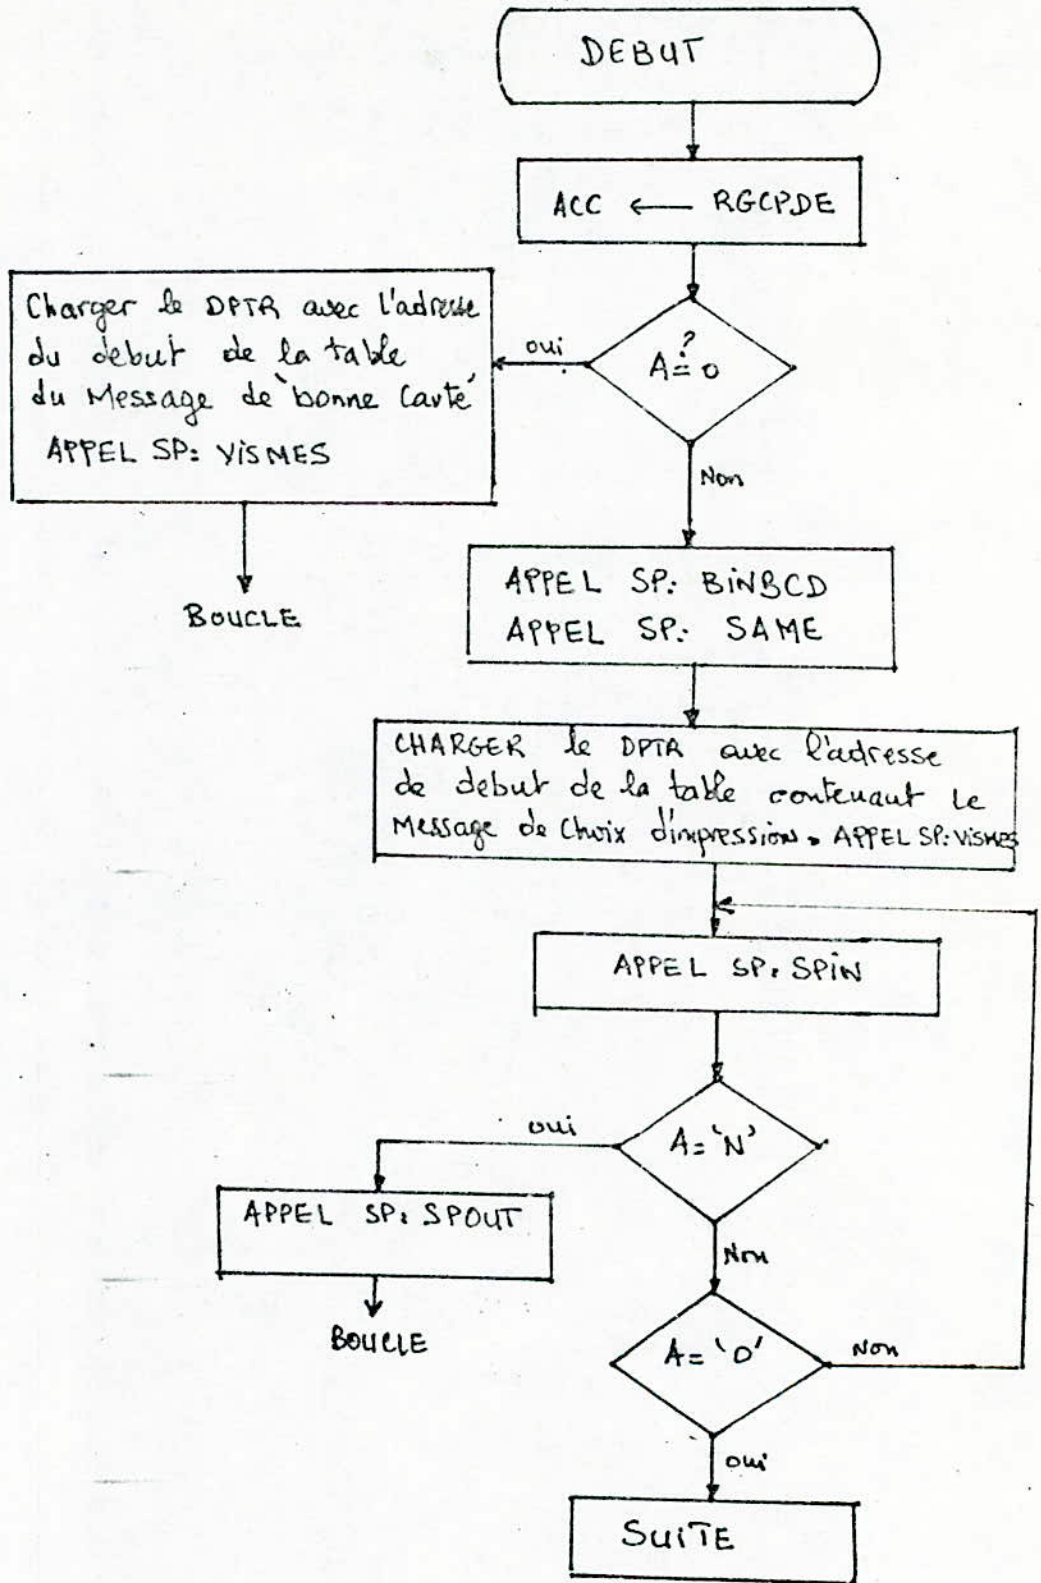 DEBUT
ACC ← RGCPDE
A = 0
?
oui
Charger le DPTR avec l'adresse
du debut de la table
du Message de 'bonne Carte'
APPEL SP: VISMES
BOUCLE
Non
APPEL SP: BINBCD
APPEL SP: SAME
CHARGER le DPTR avec l'adresse
de debut de la table contenant le
Message de Choix d'impression. APPEL SP: VISMES
APPEL SP: SPIN
A = 'N'
oui
APPEL SP: SPOUT
BOUCLE
Non
A = 'O'
Non
oui
SUITE